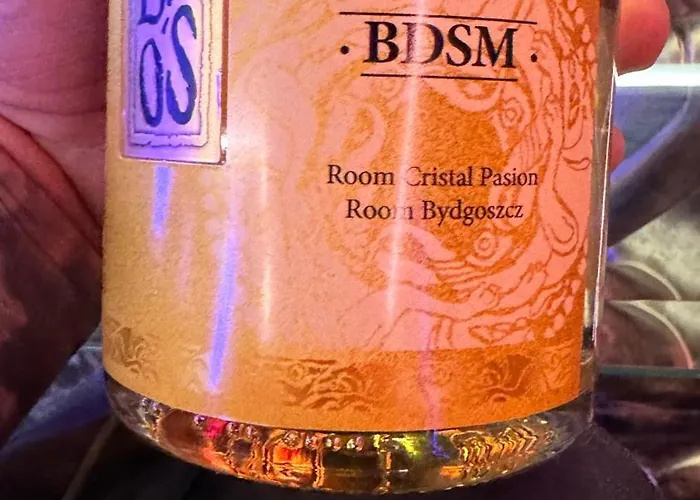 · BDSM ·
Room Cristal Pasion
Room Bydgoszcz